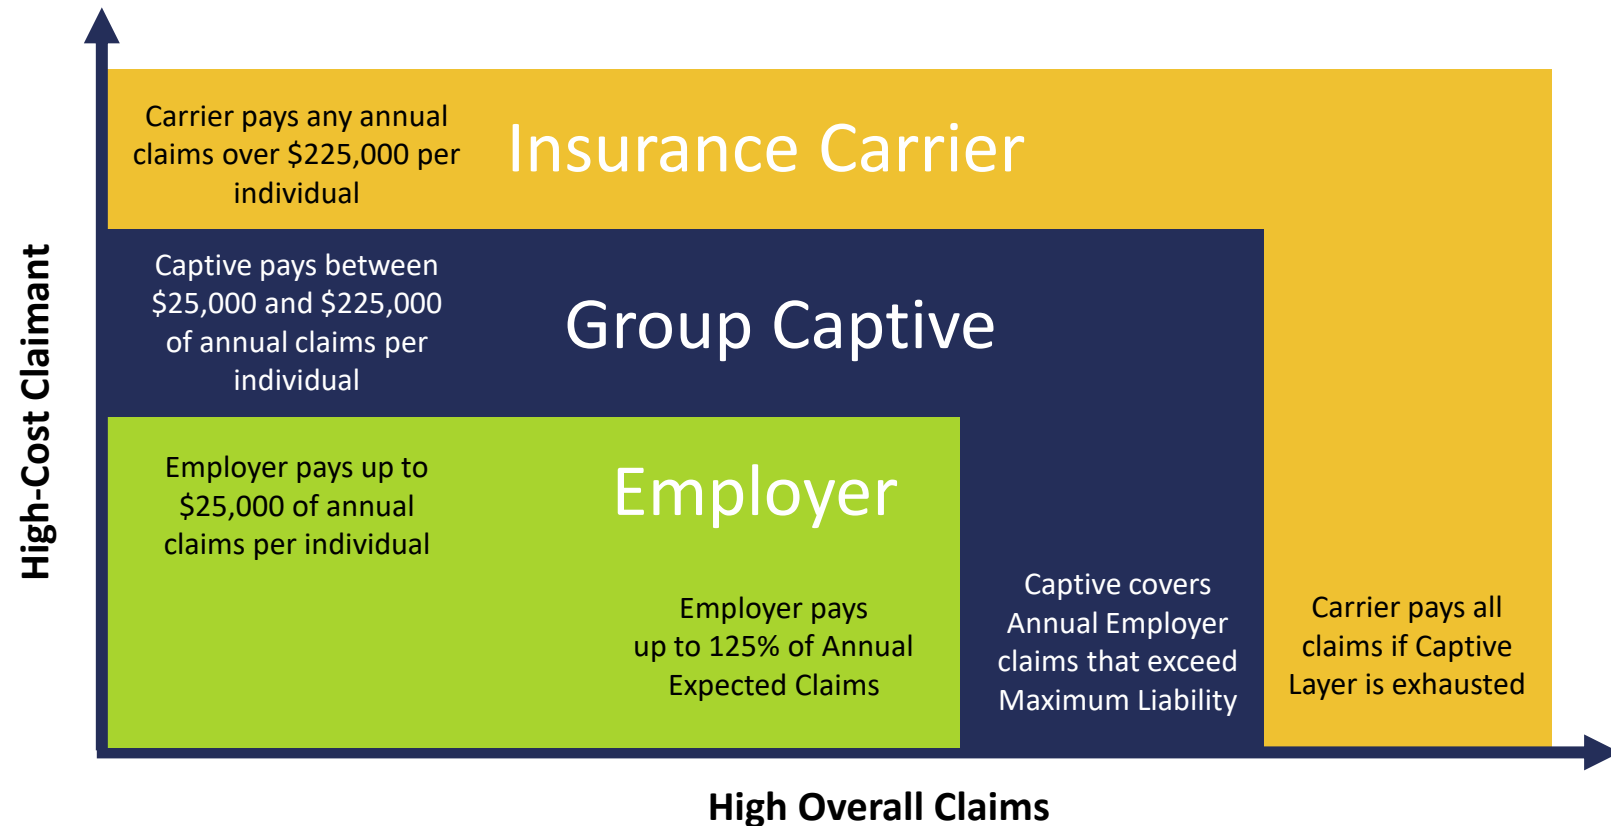 Carrier pays any annual
claims over $225,000 per
individual
Insurance Carrier
Captive pays between
$25,000 and $225,000
of annual claims per
individual
Group Captive
High-Cost Claimant
Employer pays up to
$25,000 of annual
claims per individual
Employer
Employer pays
up to 125% of Annual
Expected Claims
Captive covers
Annual Employer
claims that exceed
Maximum Liability
Carrier pays all
claims if Captive
Layer is exhausted
High Overall Claims